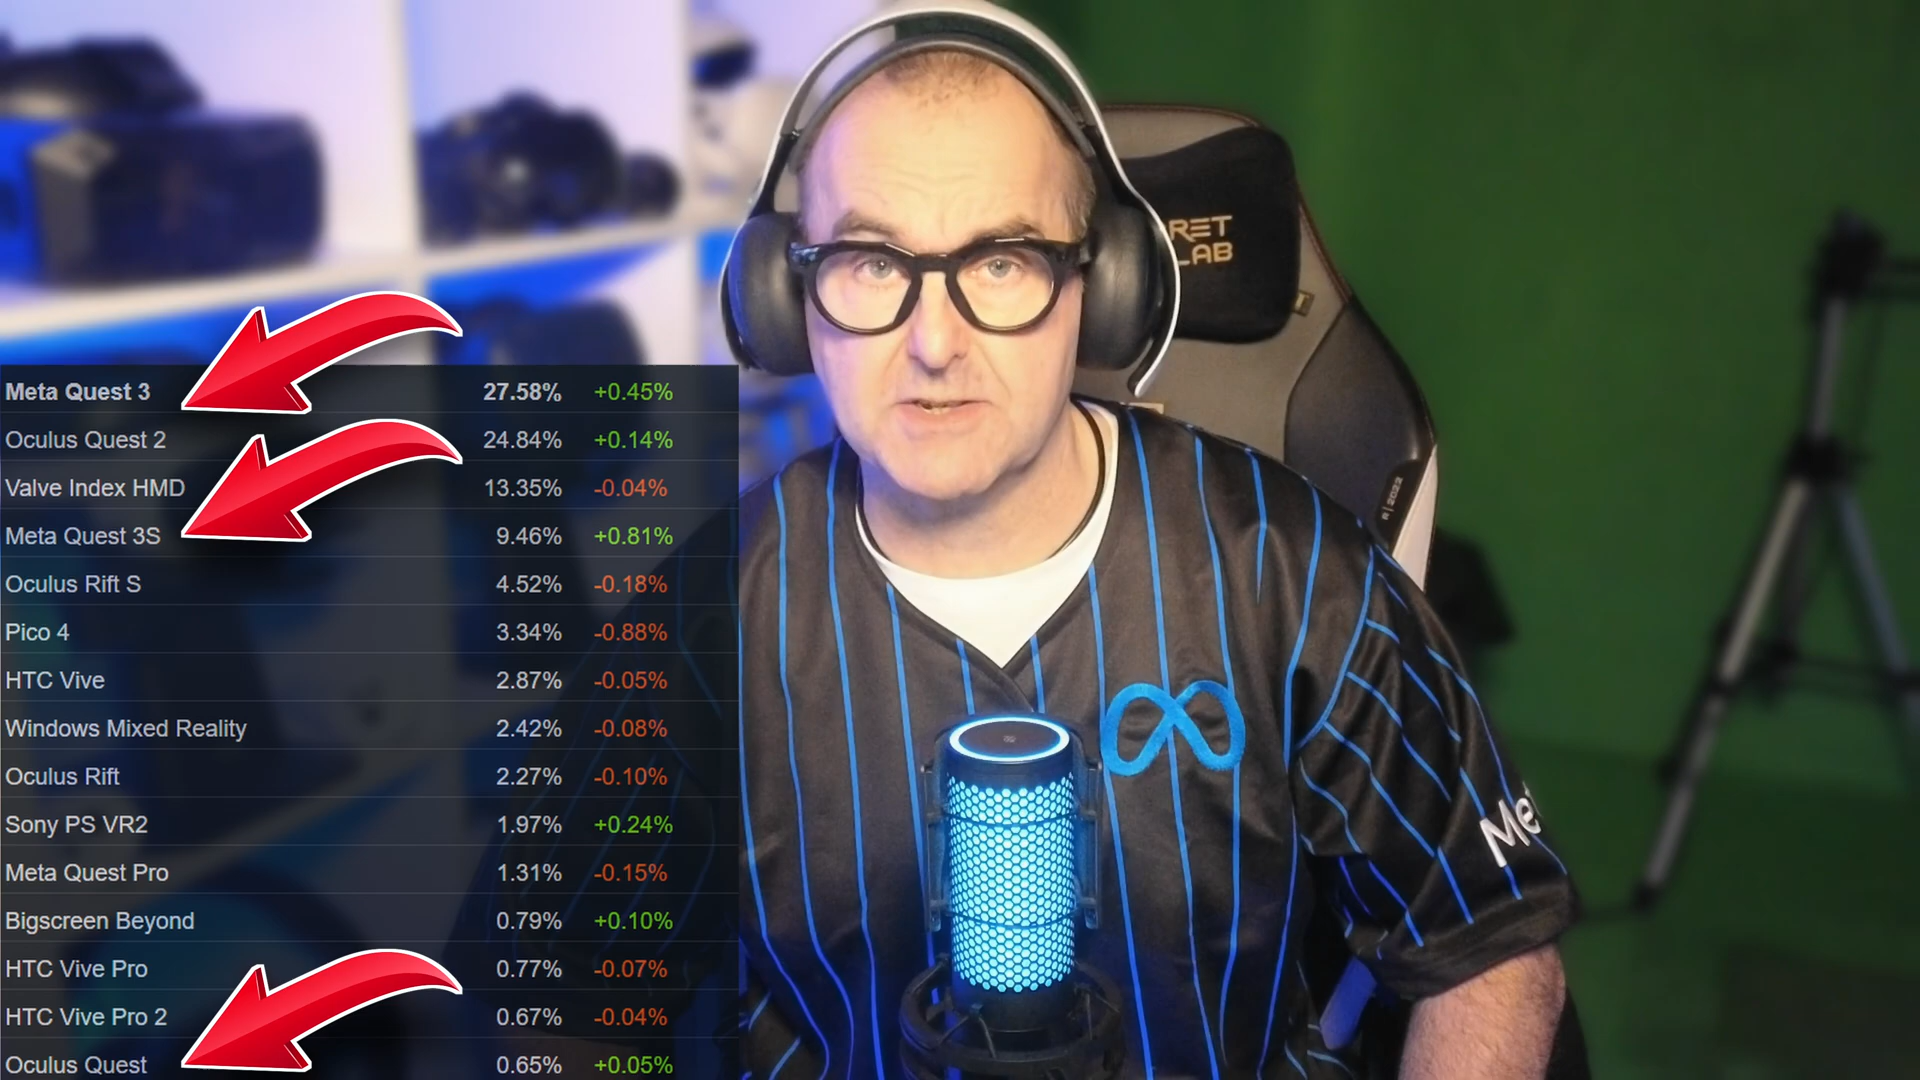 Meta Quest 3 27.58% +0.45%
Oculus Quest 2 24.84% +0.14%
Valve Index HMD 13.35% -0.04%
Meta Quest 3S 9.46% +0.81%
Oculus Rift S 4.52% -0.18%
Pico 4 3.34% -0.88%
HTC Vive 2.87% -0.05%
Windows Mixed Reality 2.42% -0.08%
Oculus Rift 2.27% -0.10%
Sony PS VR2 1.97% +0.24%
Meta Quest Pro 1.31% -0.15%
Bigscreen Beyond 0.79% +0.10%
HTC Vive Pro 0.77% -0.07%
HTC Vive Pro 2 0.67% -0.04%
Oculus Quest 0.65% +0.05%
RET
LAB
2022
Met